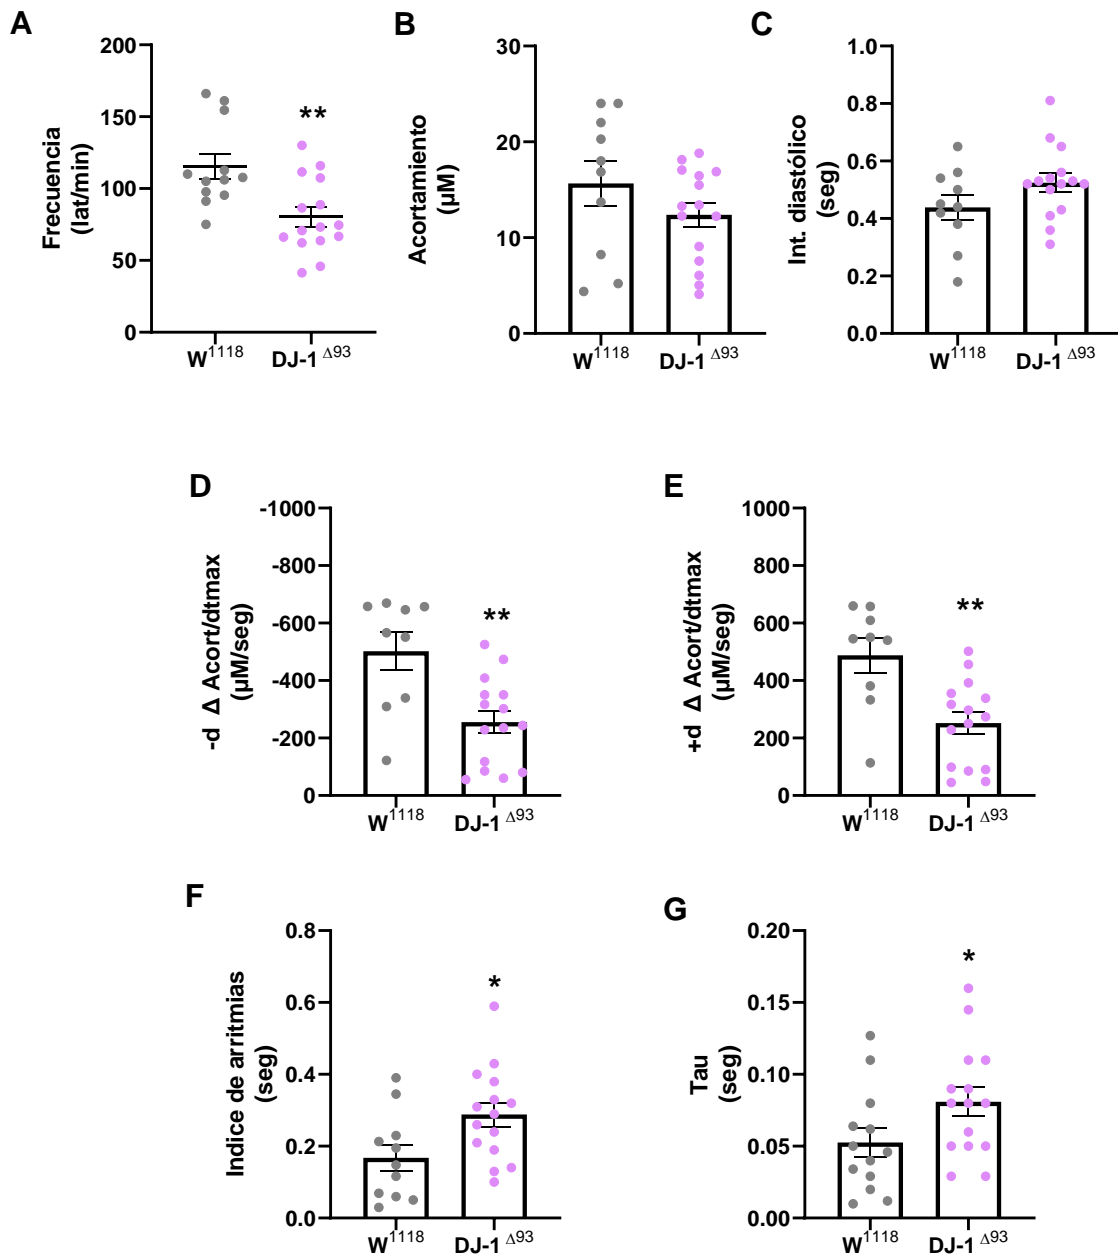 A
Frecuencia
(lat/min)
200
150
100
50
0
**
W¹¹¹⁸
DJ-1 Δ⁹³
B
Acortamiento
(µM)
30
20
10
0
W¹¹¹⁸
DJ-1 Δ⁹³
C
Int. diastólico
(seg)
1.0
0.8
0.6
0.4
0.2
0.0
W¹¹¹⁸
DJ-1 Δ⁹³
D
-d Δ Acort/dtmax
(µM/seg)
-1000
-800
-600
-400
-200
0
**
W¹¹¹⁸
DJ-1 Δ⁹³
E
+d Δ Acort/dtmax
(µM/seg)
1000
800
600
400
200
0
**
W¹¹¹⁸
DJ-1 Δ⁹³
F
Indice de arritmias
(seg)
0.8
0.6
0.4
0.2
0.0
*
W¹¹¹⁸
DJ-1 Δ⁹³
G
Tau
(seg)
0.20
0.15
0.10
0.05
0.00
*
W¹¹¹⁸
DJ-1 Δ⁹³